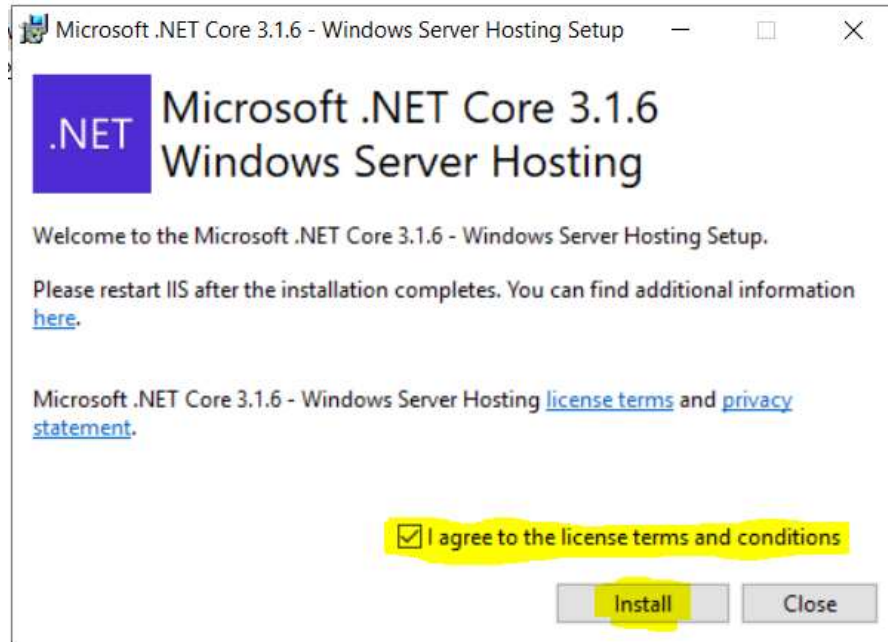 Microsoft .NET Core 3.1.6 - Windows Server Hosting Setup
.NET
Microsoft .NET Core 3.1.6
Windows Server Hosting
Welcome to the Microsoft .NET Core 3.1.6 - Windows Server Hosting Setup.
Please restart IIS after the installation completes. You can find additional information
here.
Microsoft .NET Core 3.1.6 - Windows Server Hosting license terms and privacy
statement.
I agree to the license terms and conditions
Install
Close